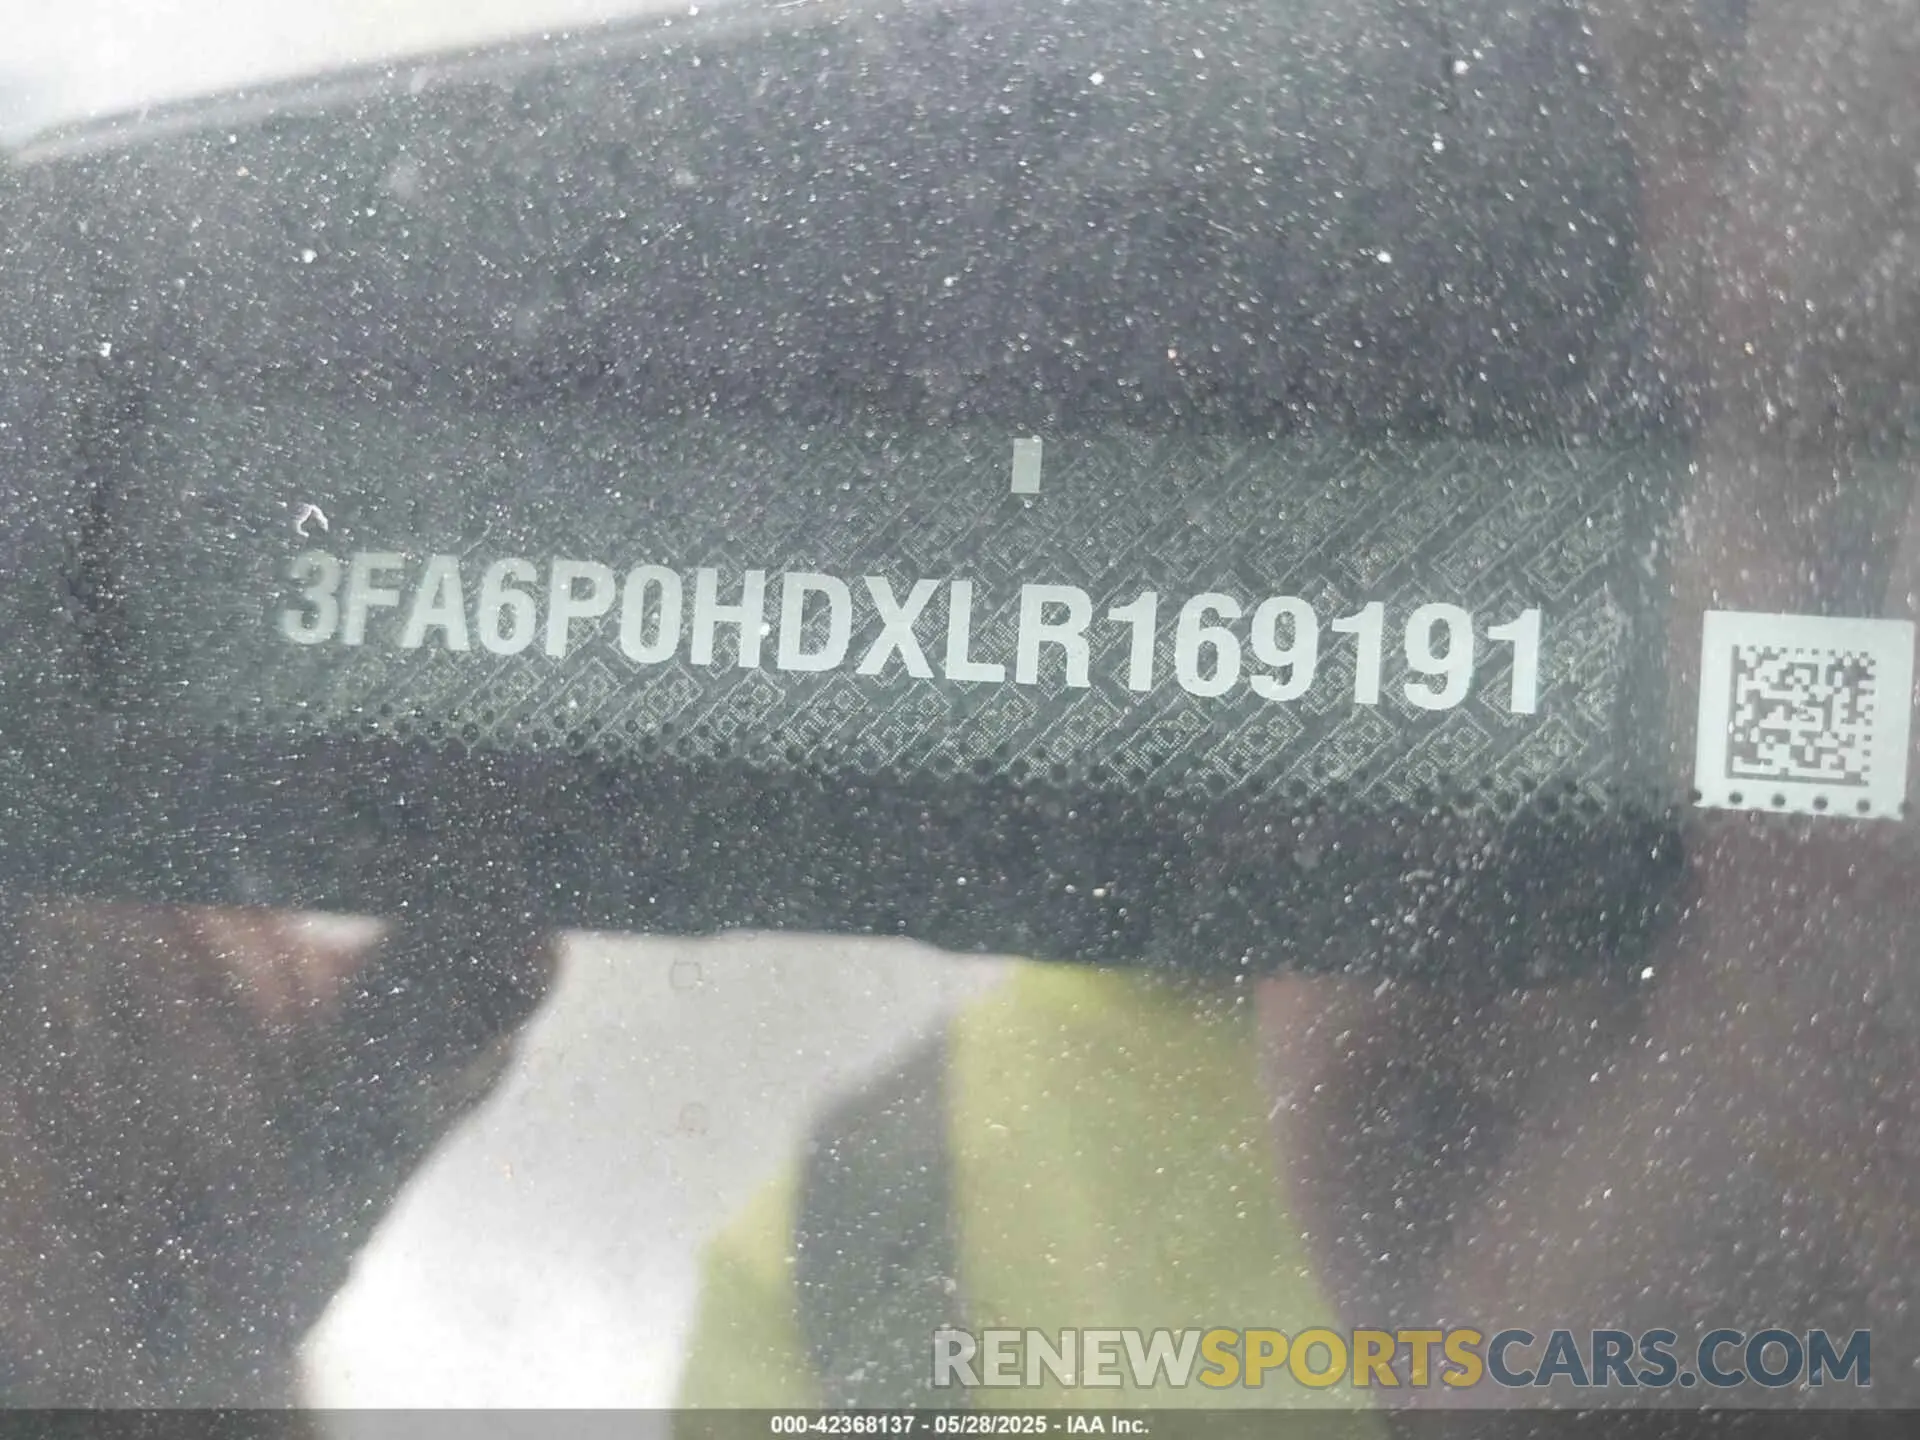 3FA6P0HDXLR169191
RENEWSPORTSCARS.COM
000-42368137 - 05/28/2025 - IAA Inc.